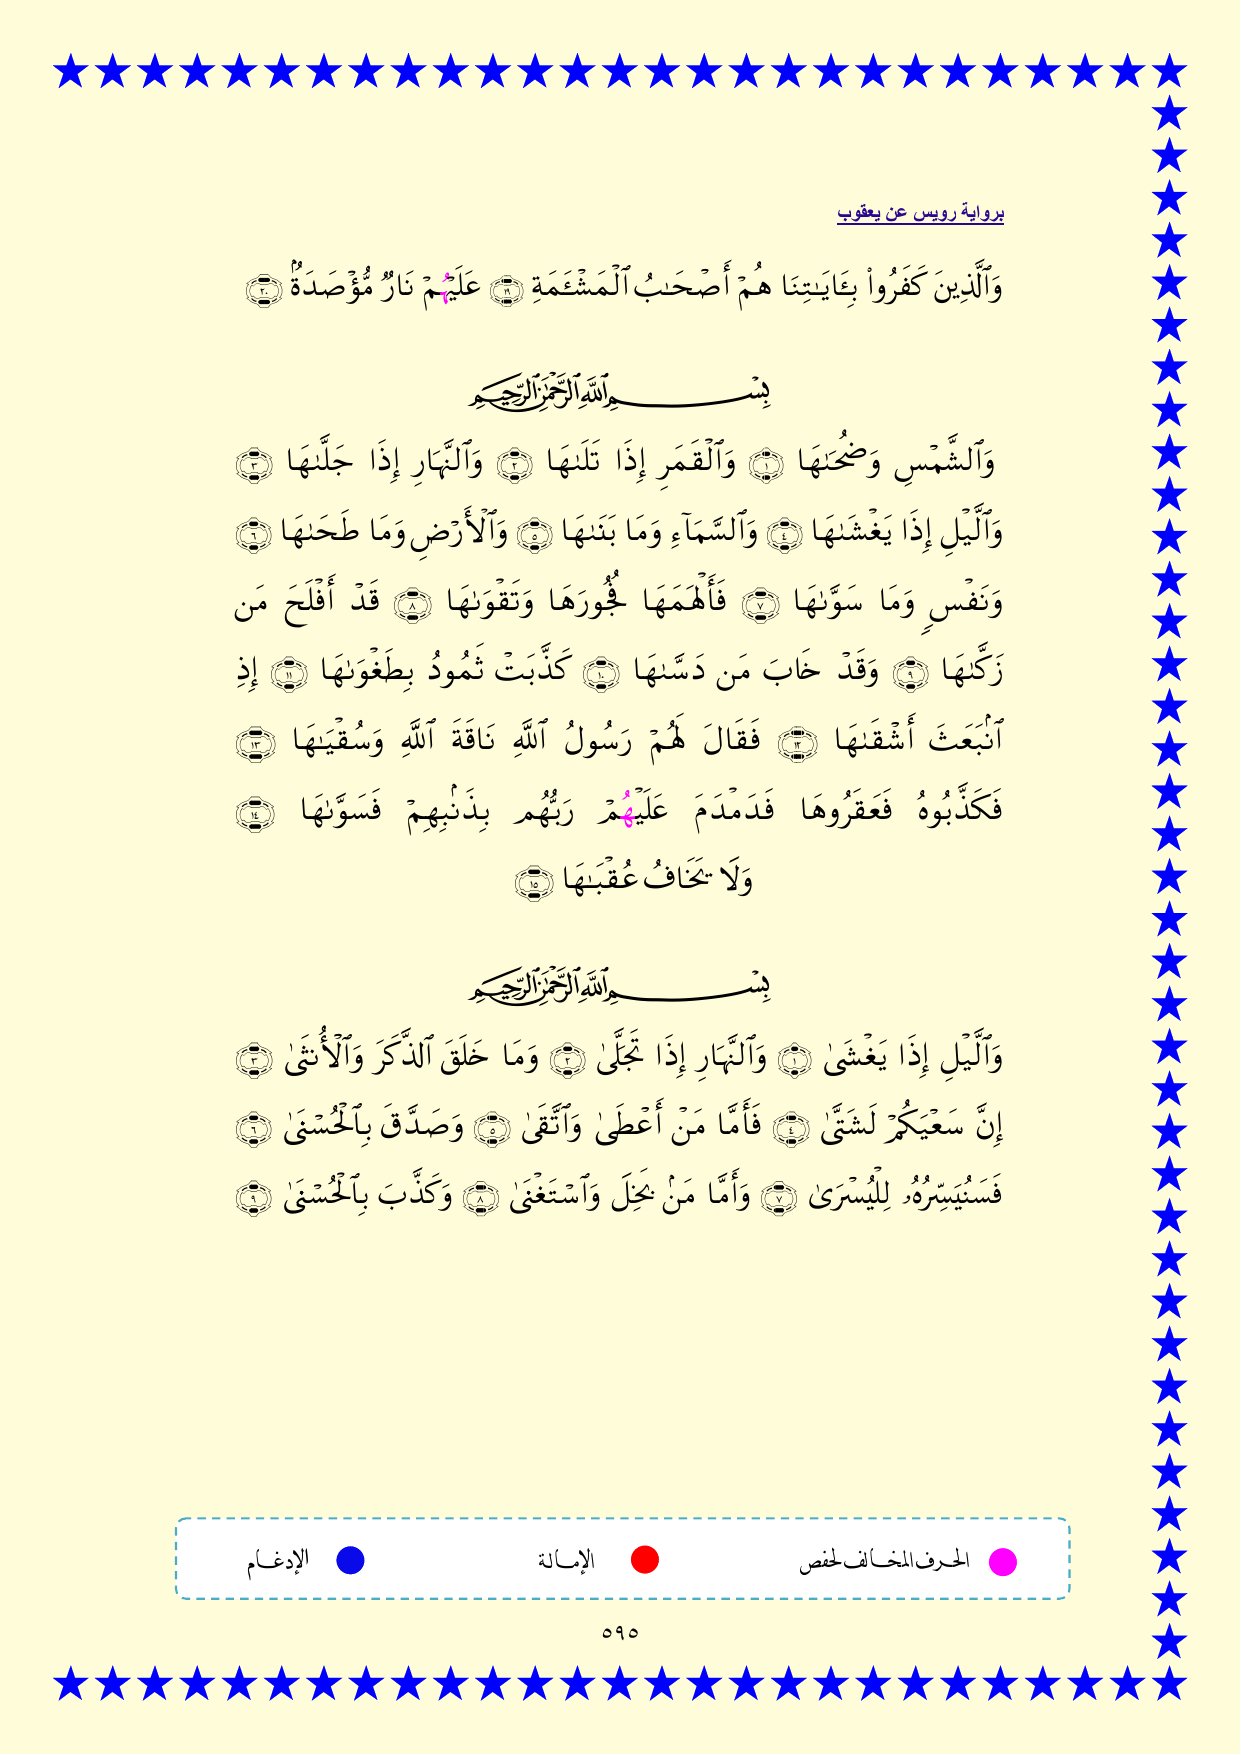 برواية رويس عن يعقوب
وَٱلَّذِينَ كَفَرُواْ بِـَٔايَـٰتِنَا هُمۡ أَصۡحَـٰبُ ٱلۡمَشۡـَٔمَةِ ١٩ عَلَيۡهُمۡ نَارٌ مُّؤۡصَدَةُۢ ٢٠
بِسۡمِ ٱللَّهِ ٱلرَّحۡمَـٰنِ ٱلرَّحِيمِ
وَٱلشَّمۡسِ وَضُحَىٰهَا ١ وَٱلۡقَمَرِ إِذَا تَلَىٰهَا ٢ وَٱلنَّهَارِ إِذَا جَلَّىٰهَا ٣
وَٱلَّيۡلِ إِذَا يَغۡشَىٰهَا ٤ وَٱلسَّمَآءِ وَمَا بَنَىٰهَا ٥ وَٱلۡأَرۡضِ وَمَا طَحَىٰهَا ٦
وَنَفۡسٍ وَمَا سَوَّىٰهَا ٧ فَأَلۡهَمَهَا فُجُورَهَا وَتَقۡوَىٰهَا ٨ قَدۡ أَفۡلَحَ مَن
زَكَّىٰهَا ٩ وَقَدۡ خَابَ مَن دَسَّىٰهَا ١٠ كَذَّبَتۡ ثَمُودُ بِطَغۡوَىٰهَا ١١ إِذِ
ٱنۢبَعَثَ أَشۡقَىٰهَا ١٢ فَقَالَ لَهُمۡ رَسُولُ ٱللَّهِ نَاقَةَ ٱللَّهِ وَسُقۡيَـٰهَا ١٣
فَكَذَّبُوهُ فَعَقَرُوهَا فَدَمۡدَمَ عَلَيۡهُمۡ رَبُّهُم بِذَنۢبِهِمۡ فَسَوَّىٰهَا ١٤
وَلَا يَخَافُ عُقۡبَـٰهَا ١٥
بِسۡمِ ٱللَّهِ ٱلرَّحۡمَـٰنِ ٱلرَّحِيمِ
وَٱلَّيۡلِ إِذَا يَغۡشَىٰ ١ وَٱلنَّهَارِ إِذَا تَجَلَّىٰ ٢ وَمَا خَلَقَ ٱلذَّكَرَ وَٱلۡأُنثَىٰ ٣
إِنَّ سَعۡيَكُمۡ لَشَتَّىٰ ٤ فَأَمَّا مَنۡ أَعۡطَىٰ وَٱتَّقَىٰ ٥ وَصَدَّقَ بِٱلۡحُسۡنَىٰ ٦
فَسَنُيَسِّرُهُۥ لِلۡيُسۡرَىٰ ٧ وَأَمَّا مَنۢ بَخِلَ وَٱسۡتَغۡنَىٰ ٨ وَكَذَّبَ بِٱلۡحُسۡنَىٰ ٩
الحرف المخالف لحفص الإمالة الإدغام
٥٩٥